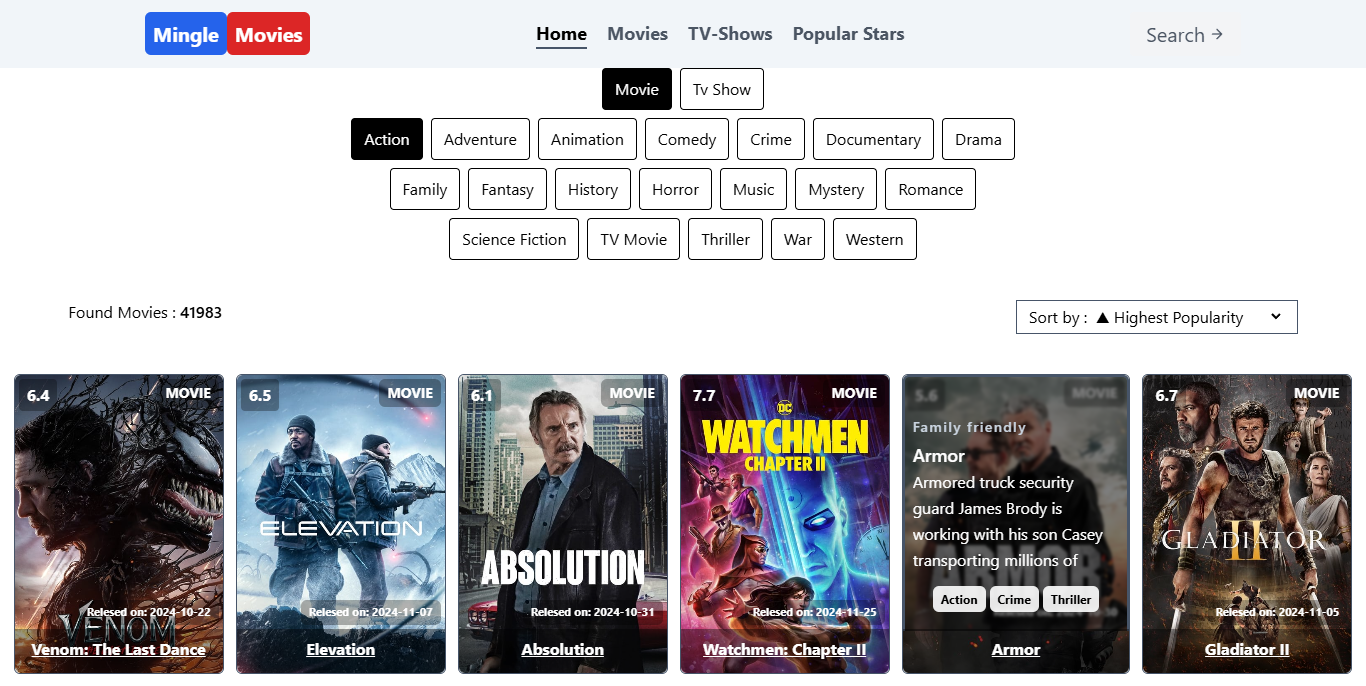 Mingle Movies Home Movies TV-Shows Popular Stars Search →
Movie Tv Show
Action Adventure Animation Comedy Crime Documentary Drama
Family Fantasy History Horror Music Mystery Romance
Science Fiction TV Movie Thriller War Western
Found Movies : 41983
Sort by : ▲ Highest Popularity
6.4 MOVIE
VENOM
Relesed on: 2024-10-22
Venom: The Last Dance
6.5 MOVIE
ELEVATION
Relesed on: 2024-11-07
Elevation
6.1 MOVIE
ABSOLUTION
Relesed on: 2024-10-31
Absolution
7.7 MOVIE
DC
WATCHMEN
CHAPTER II
Relesed on: 2024-11-25
Watchmen: Chapter II
5.6 MOVIE
Family friendly
Armor
Armored truck security
guard James Brody is
working with his son Casey
transporting millions of
ARMOR
Action Crime Thriller
Armor
6.7 MOVIE
GLADIATOR
II
Relesed on: 2024-11-05
Gladiator II